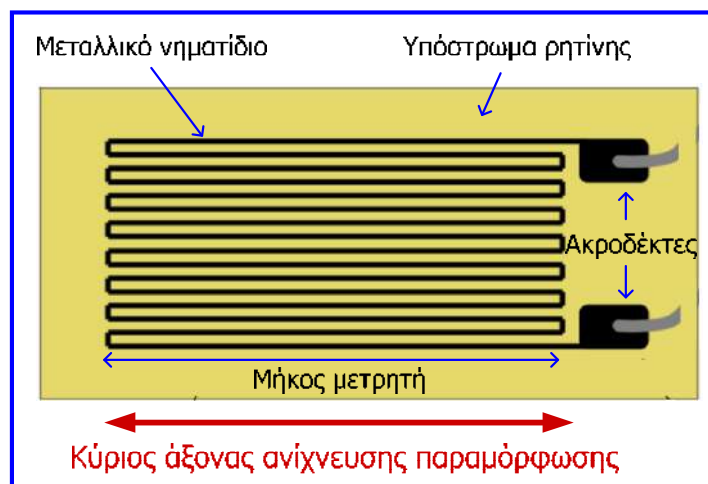 Μεταλλικό νηματίδιο
Υπόστρωμα ρητίνης
Ακροδέκτες
Μήκος μετρητή
Κύριος άξονας ανίχνευσης παραμόρφωσης